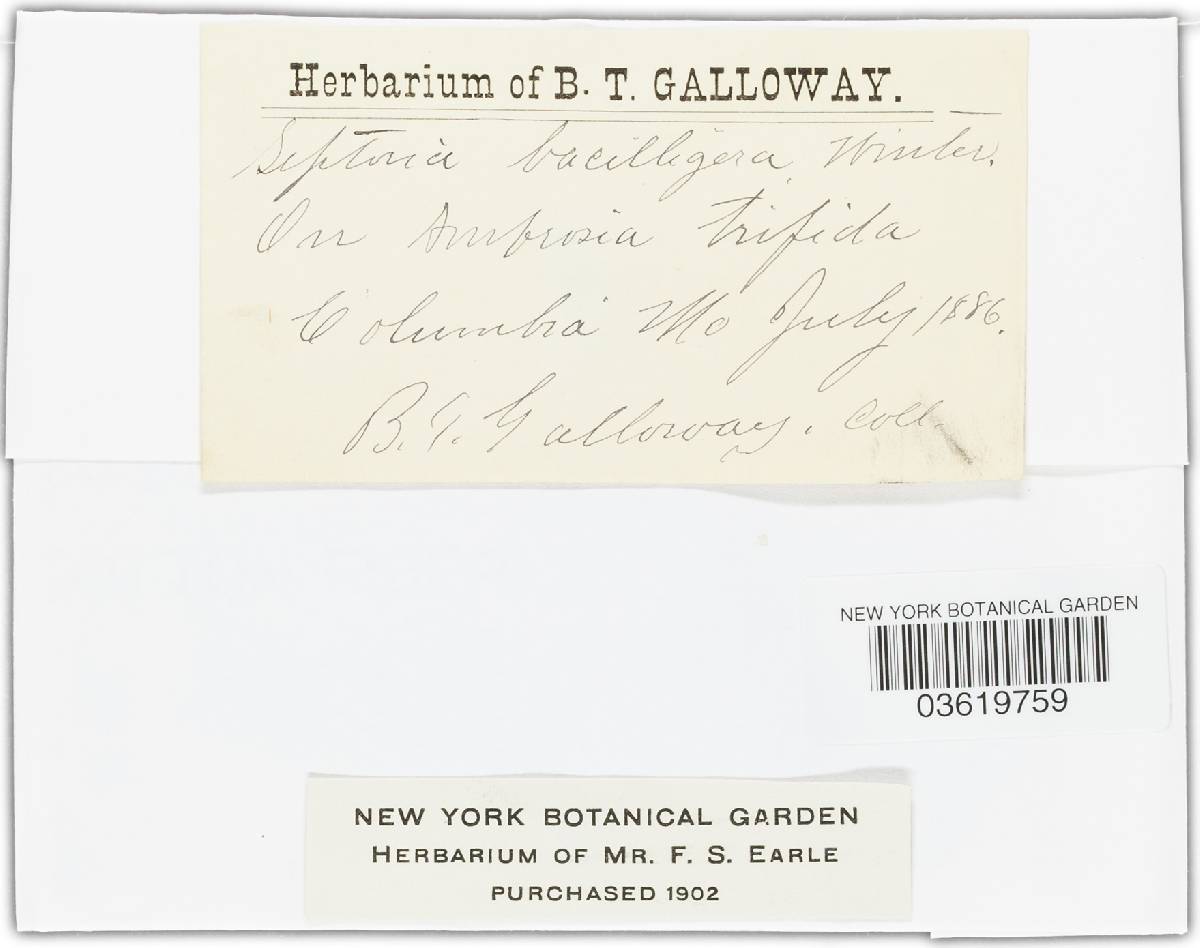 Herbarium of B. T. GALLOWAY.
Septoria bacilligera, Winter.
On Ambrosia trifida
Columbia Mo July 1886.
B. T. Galloway. Coll.
NEW YORK BOTANICAL GARDEN
03619759
NEW YORK BOTANICAL GARDEN
HERBARIUM OF MR. F. S. EARLE
PURCHASED 1902